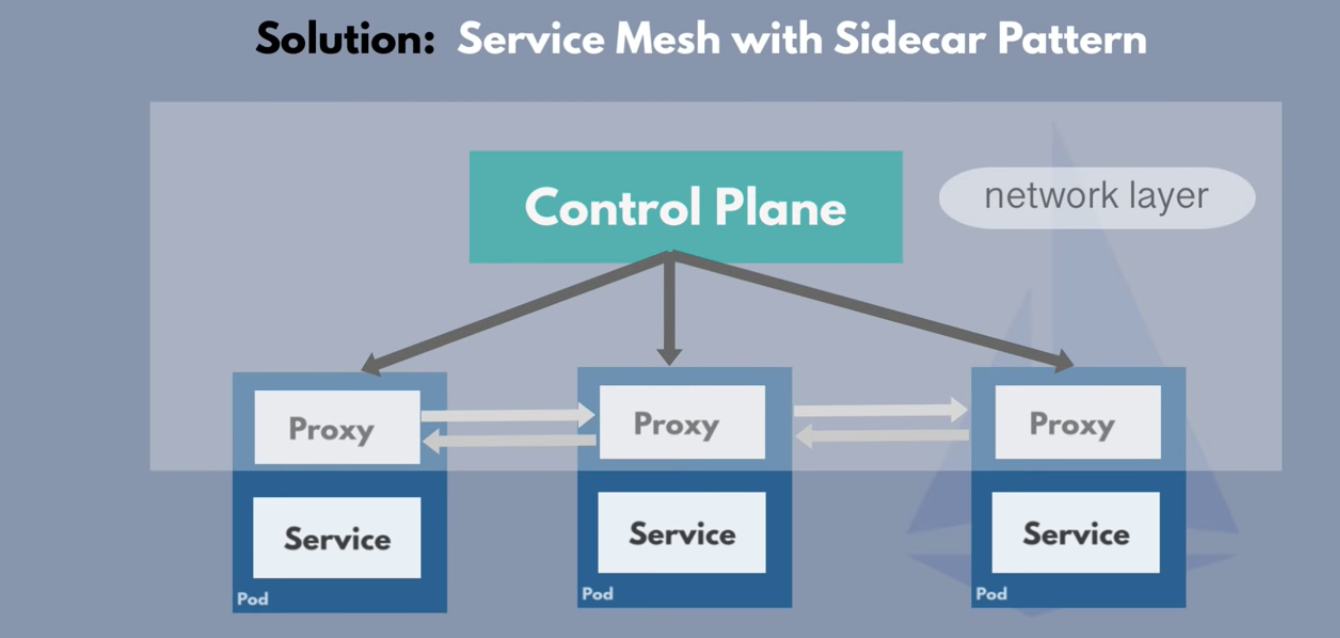 Solution: Service Mesh with Sidecar Pattern
Control Plane
network layer
Proxy
Proxy
Proxy
Service
Service
Service
Pod
Pod
Pod